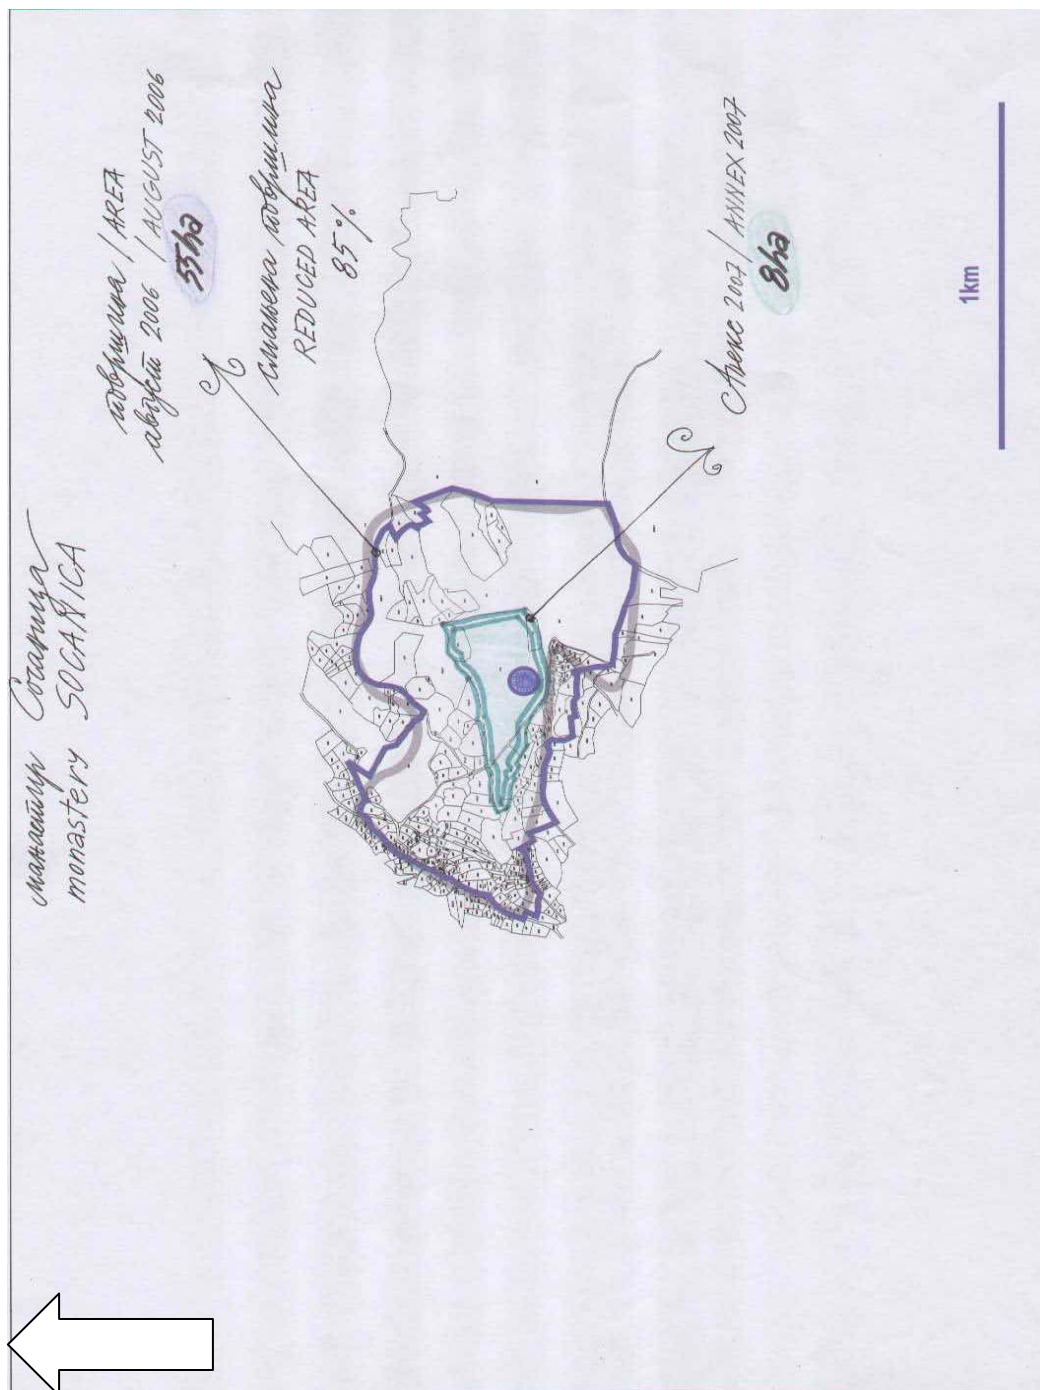 манастир Сочаница
monastery SOČANICA
површина / AREA
август 2006 / AUGUST 2006
55ha
смањена површина
REDUCED AREA
85%
Анекс 2007 / ANNEX 2007
8ha
1km